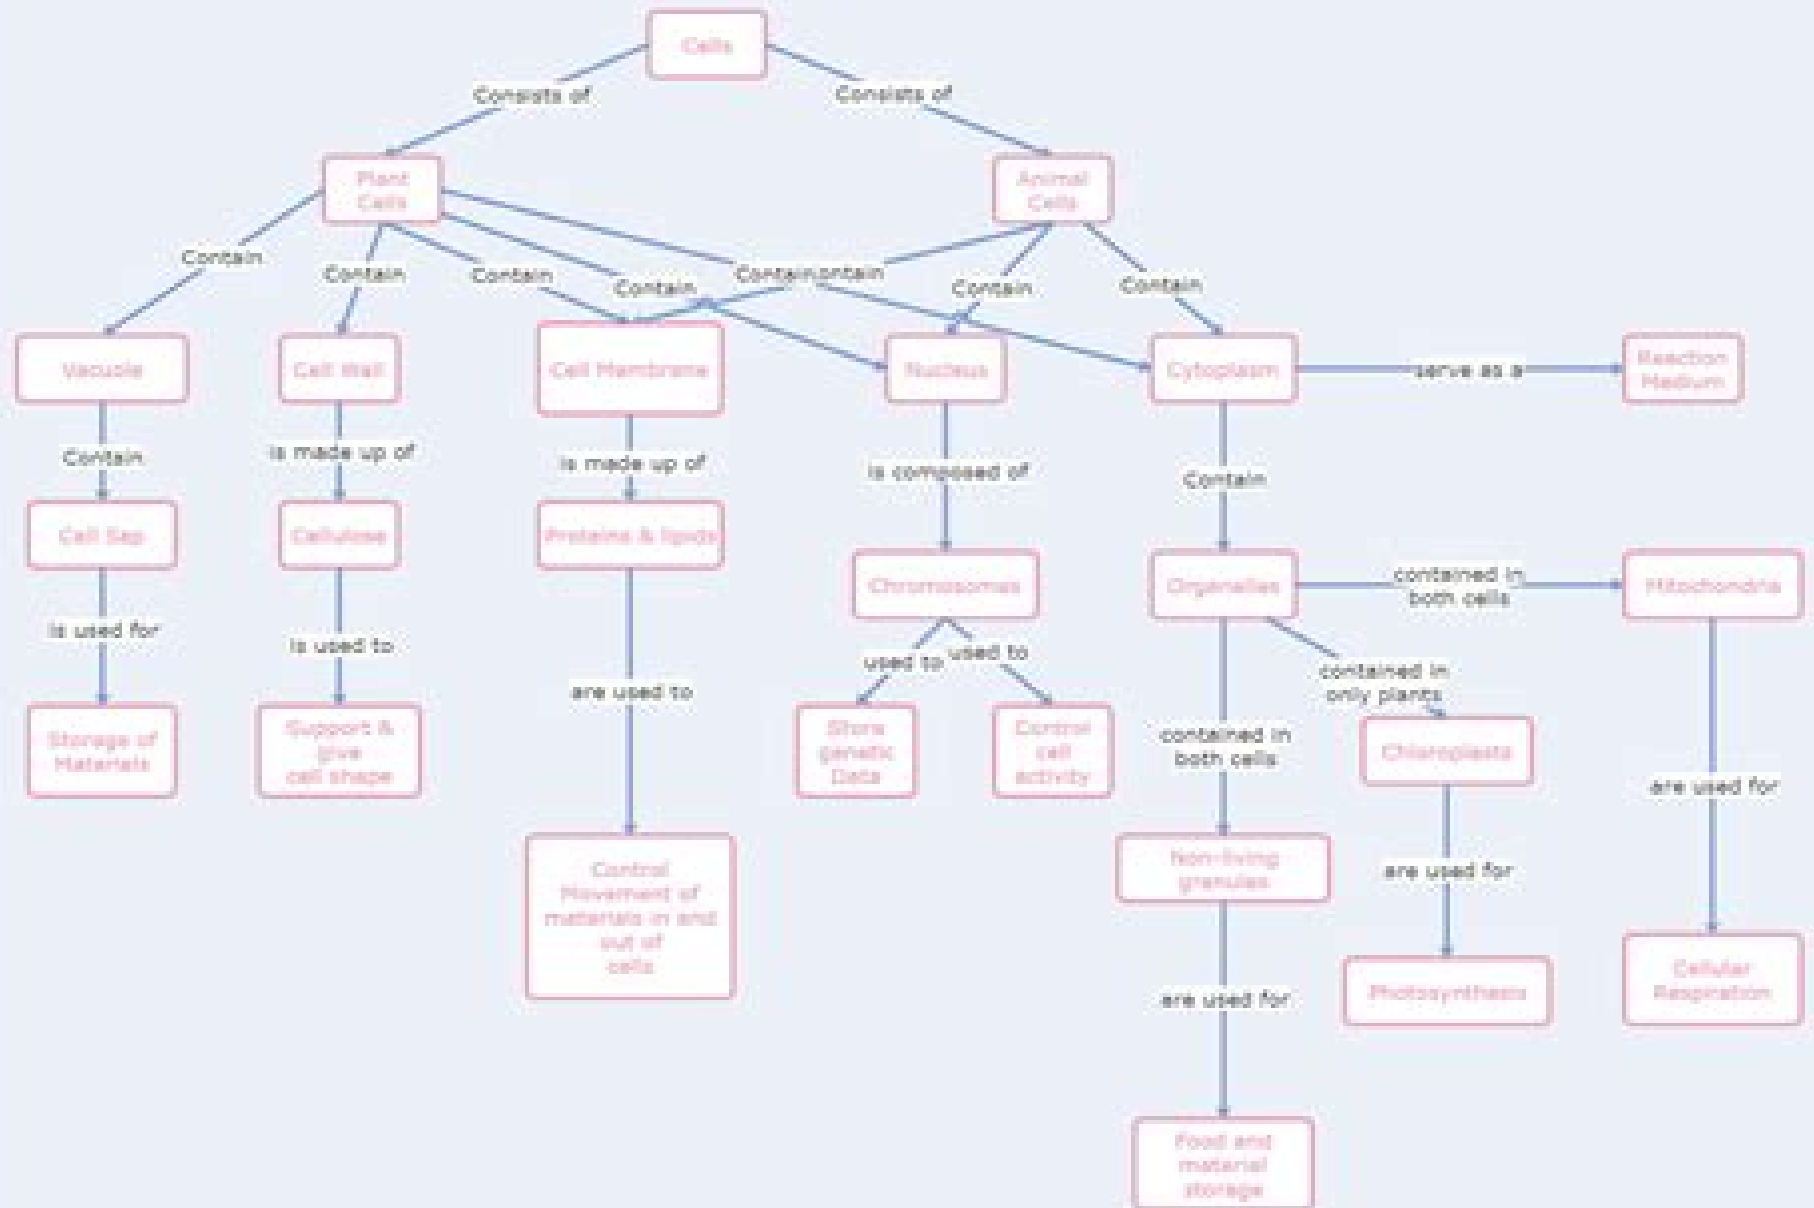 Cells
Consists of
Consists of
Plant
Cells
Animal
Cells
Contain
Contain
Contain
Contain
Contain
ontain
Contain
Contain
Vacuole
Cell Wall
Cell Membrane
Nucleus
Cytoplasm
serve as a
Reaction
Medium
Contain
is made up of
is made up of
is composed of
Contain
Cell Sap
Cellulose
Proteins & lipids
Chromosomes
Organelles
contained in
both cells
Mitochondria
is used for
is used to
are used to
used to
used to
contained in
only plants
Storage of
Materials
Support &
give
cell shape
Store
genetic
Data
Control
cell
activity
contained in
both cells
Chloroplasts
are used for
Control
Movement of
materials in and
out of
cells
Non-living
granules
are used for
Photosynthesis
Cellular
Respiration
are used for
Food and
material
storage